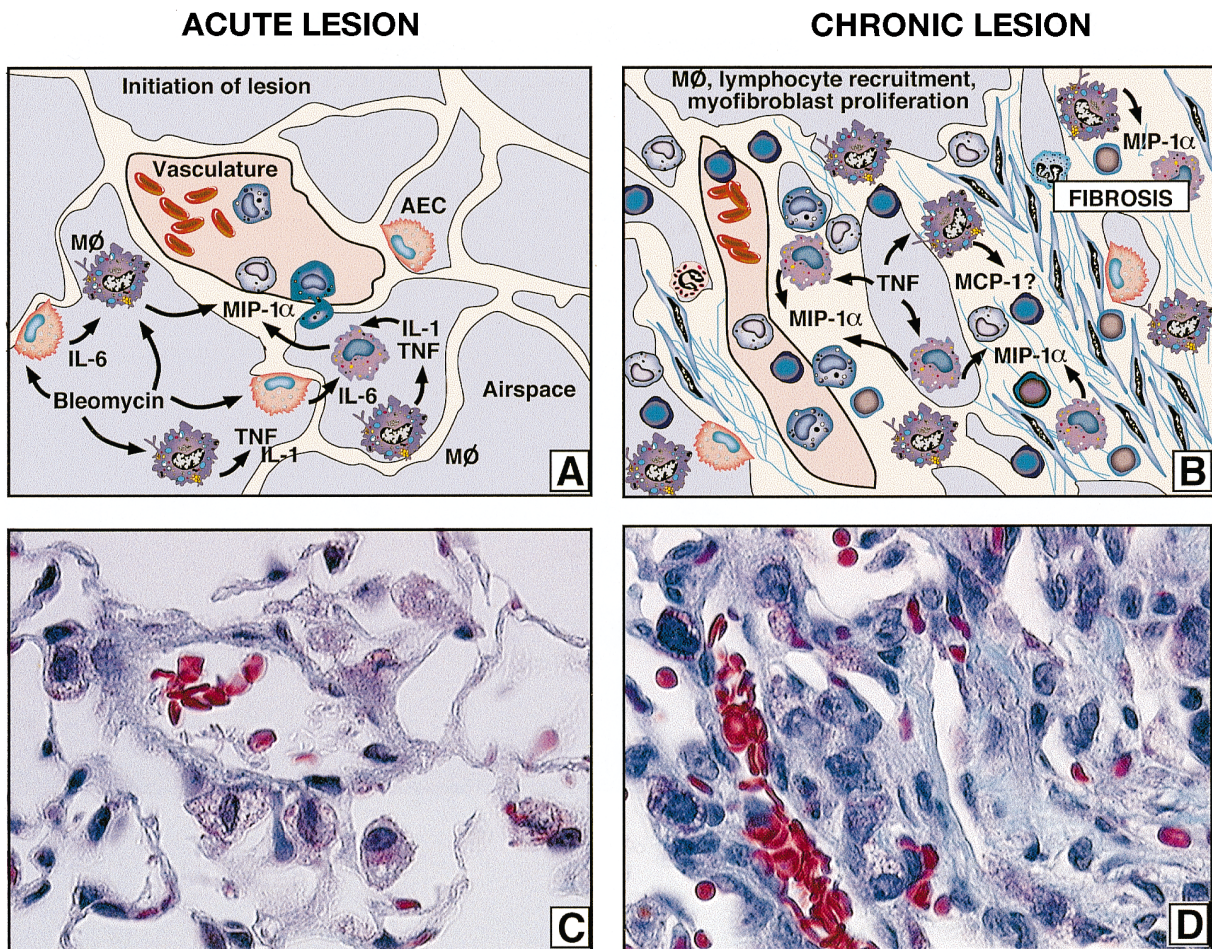 ACUTE LESION
CHRONIC LESION
Initiation of lesion
Vasculature
AEC
MØ
MIP-1α
IL-1
TNF
IL-6
IL-6
Bleomycin
Airspace
TNF
IL-1
MØ
A
MØ, lymphocyte recruitment,
myofibroblast proliferation
MIP-1α
FIBROSIS
TNF
MCP-1?
MIP-1α
MIP-1α
B
C
D